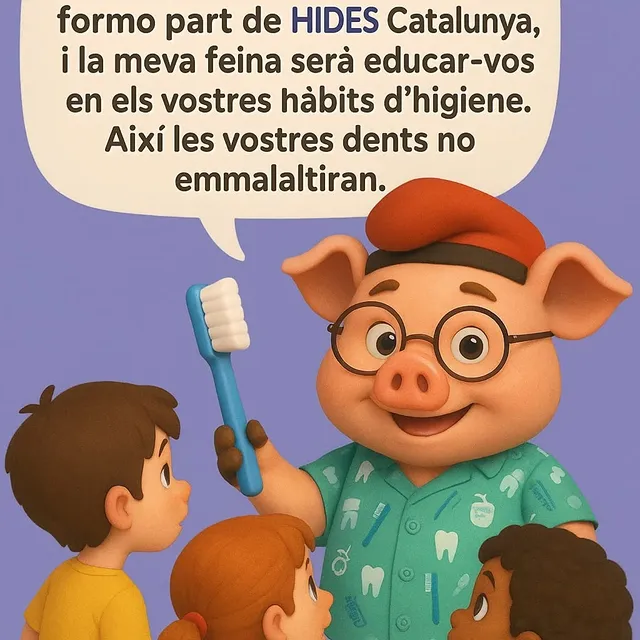 formo part de HIDES Catalunya,
i la meva feina serà educar-vos
en els vostres hàbits d'higiene.
Així les vostres dents no
emmalaltiran.